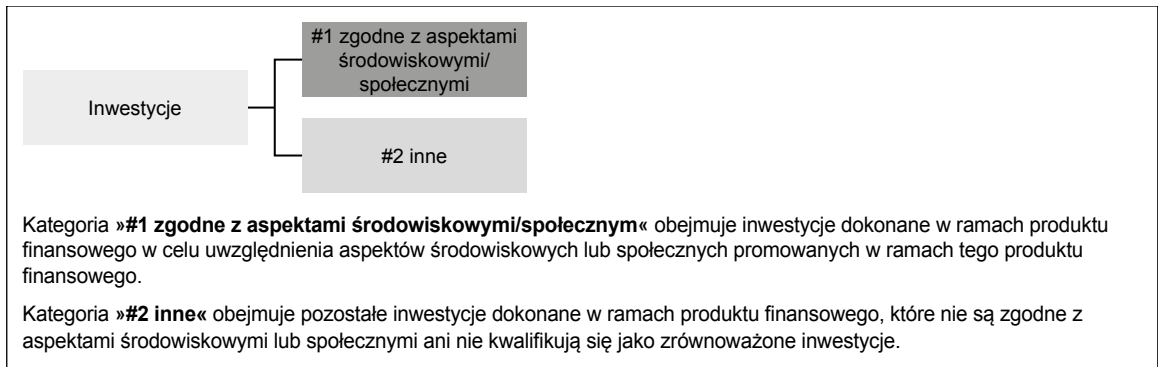 #1 zgodne z aspektami
środowiskowymi/
społecznymi
Inwestycje
#2 inne
Kategoria »#1 zgodne z aspektami środowiskowymi/społecznym« obejmuje inwestycje dokonane w ramach produktu
finansowego w celu uwzględnienia aspektów środowiskowych lub społecznych promowanych w ramach tego produktu
finansowego.
Kategoria »#2 inne« obejmuje pozostałe inwestycje dokonane w ramach produktu finansowego, które nie są zgodne z
aspektami środowiskowymi lub społecznymi ani nie kwalifikują się jako zrównoważone inwestycje.